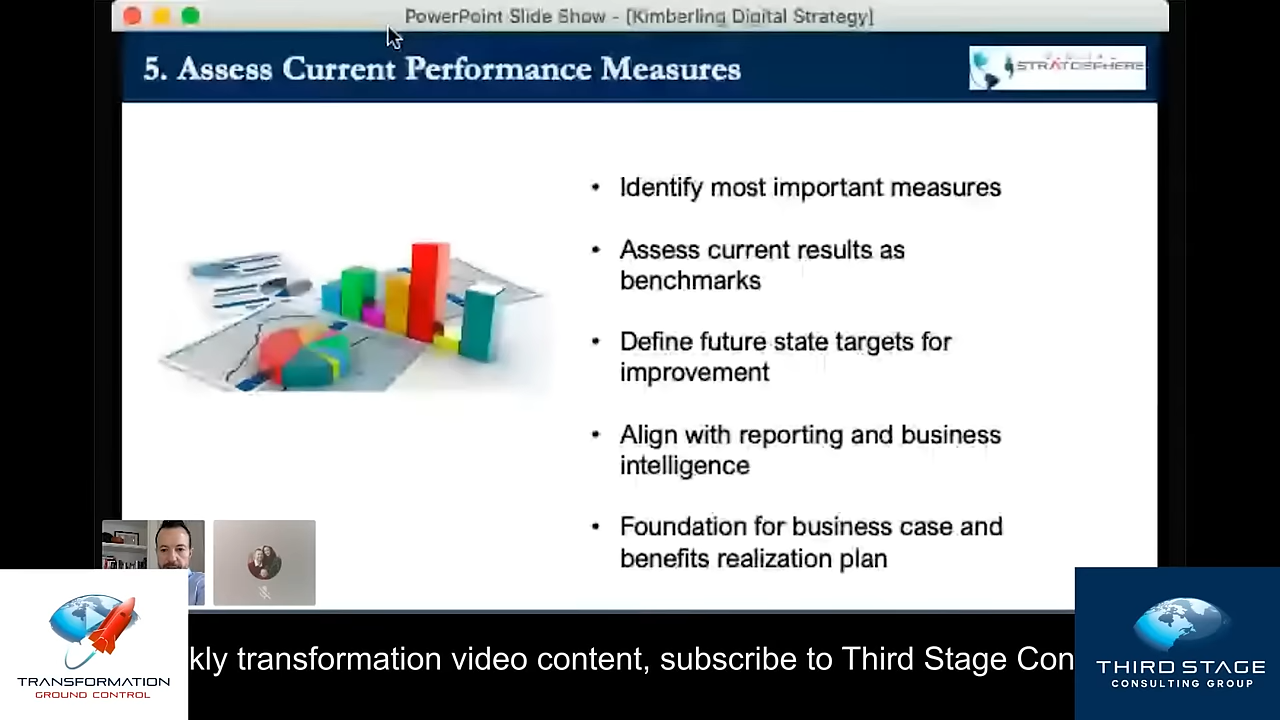 PowerPoint Slide Show - [Kimberling Digital Strategy]
5. Assess Current Performance Measures
STRATOSPHERE
• Identify most important measures
• Assess current results as
benchmarks
• Define future state targets for
improvement
• Align with reporting and business
intelligence
• Foundation for business case and
benefits realization plan
TRANSFORMATION
GROUND CONTROL
kly transformation video content, subscribe to Third Stage Con
THIRD STAGE
CONSULTING GROUP